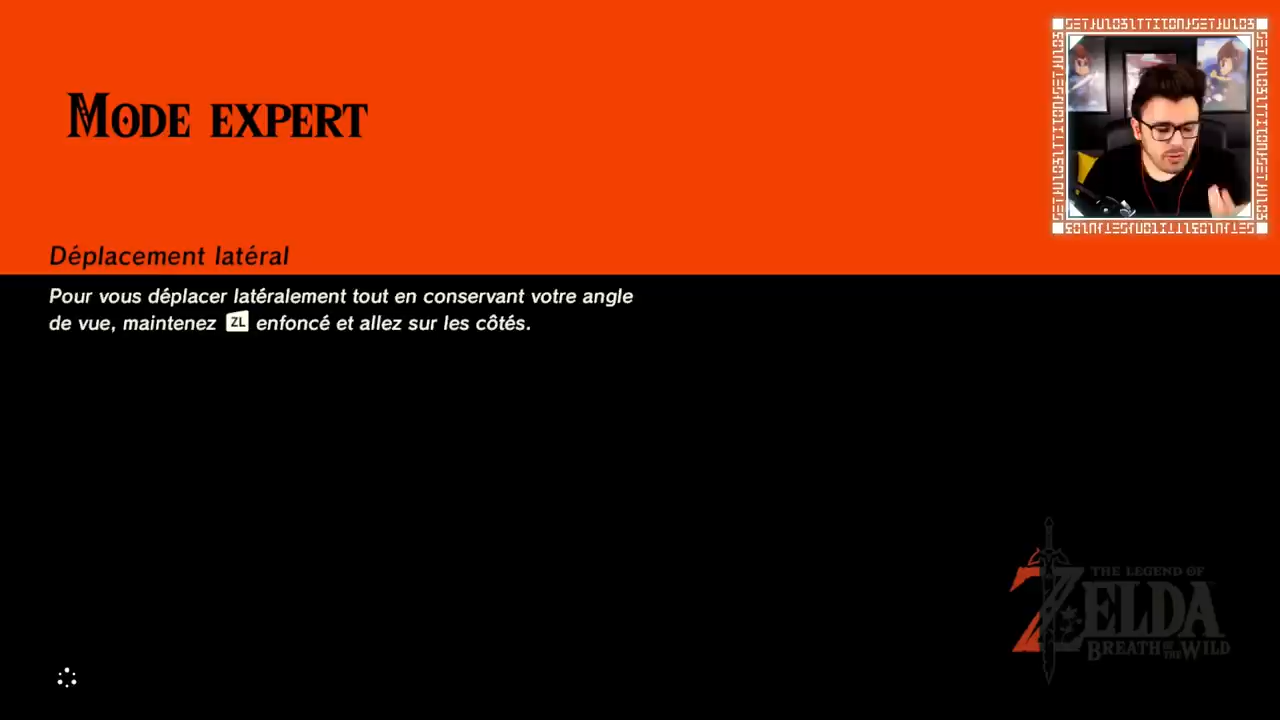 Mode expert
Déplacement latéral
Pour vous déplacer latéralement tout en conservant votre angle
de vue, maintenez ZL enfoncé et allez sur les côtés.
THE LEGEND OF
ZELDA
BREATH OF THE WILD